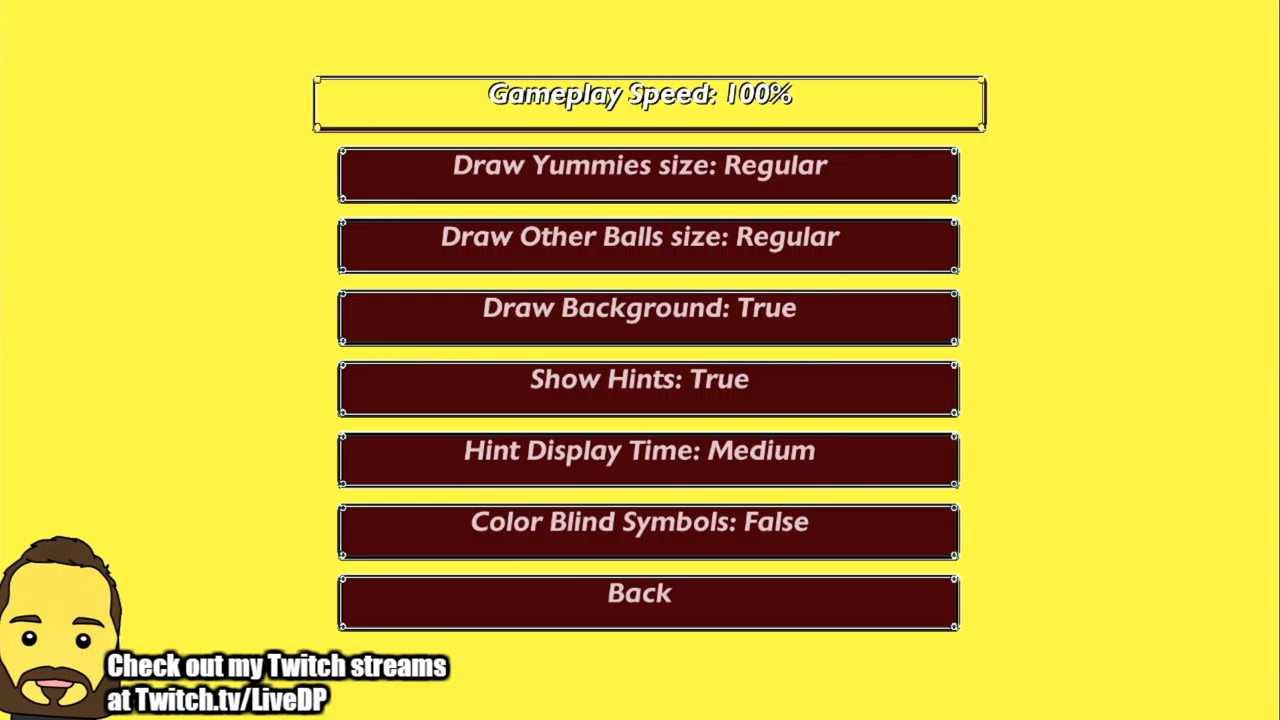 Gameplay Speed: 100%
Draw Yummies size: Regular
Draw Other Balls size: Regular
Draw Background: True
Show Hints: True
Hint Display Time: Medium
Color Blind Symbols: False
Back
Check out my Twitch streams
at Twitch.tv/LiveDP